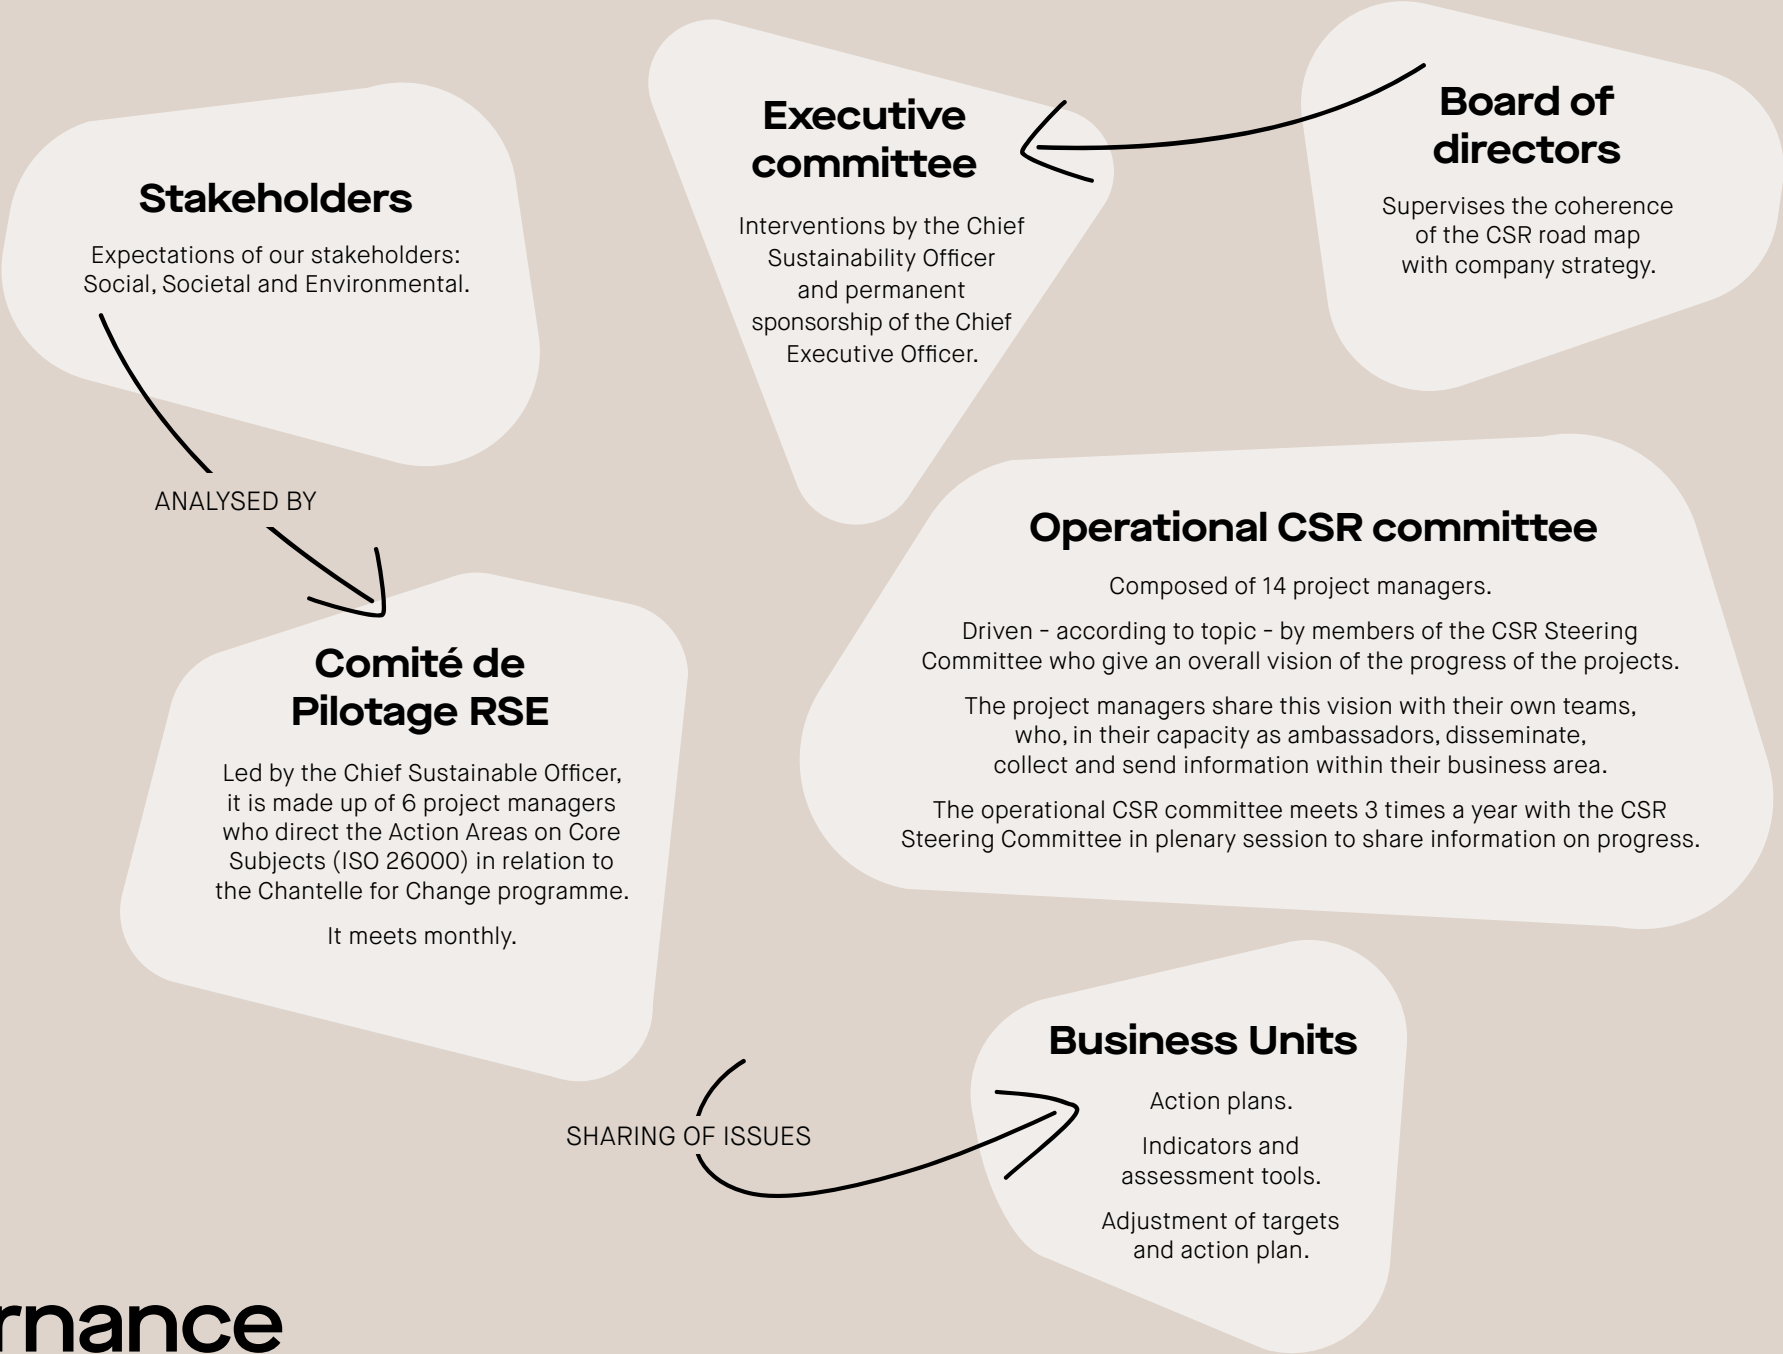 Stakeholders
Expectations of our stakeholders:
Social, Societal and Environmental.
ANALYSED BY
Comité de
Pilotage RSE
Led by the Chief Sustainable Officer,
it is made up of 6 project managers
who direct the Action Areas on Core
Subjects (ISO 26000) in relation to
the Chantelle for Change programme.
It meets monthly.
Executive
committee
Interventions by the Chief
Sustainability Officer
and permanent
sponsorship of the Chief
Executive Officer.
Board of
directors
Supervises the coherence
of the CSR road map
with company strategy.
Operational CSR committee
Composed of 14 project managers.
Driven - according to topic - by members of the CSR Steering
Committee who give an overall vision of the progress of the projects.
The project managers share this vision with their own teams,
who, in their capacity as ambassadors, disseminate,
collect and send information within their business area.
The operational CSR committee meets 3 times a year with the CSR
Steering Committee in plenary session to share information on progress.
SHARING OF ISSUES
Business Units
Action plans.
Indicators and
assessment tools.
Adjustment of targets
and action plan.
rnance